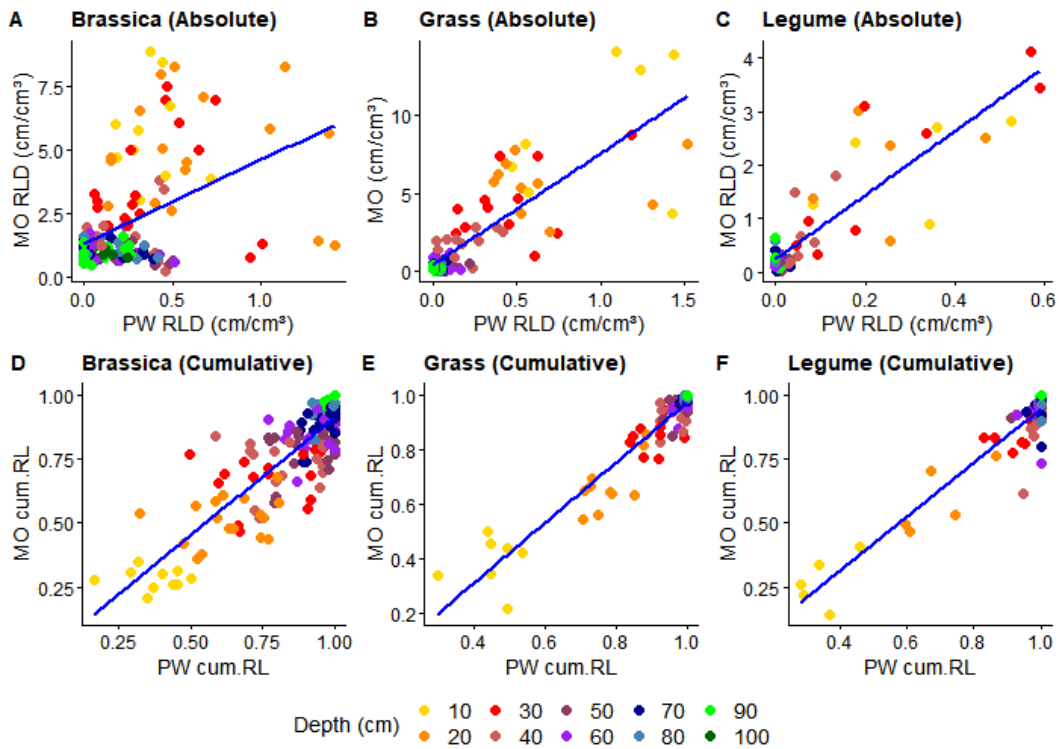 A Brassica (Absolute)
MO RLD (cm/cm³)
7.5
5.0
2.5
0.0
0.0 0.5 1.0
PW RLD (cm/cm³)
B Grass (Absolute)
MO RLD (cm/cm³)
10
5
0
0.0 0.5 1.0 1.5
PW RLD (cm/cm³)
C Legume (Absolute)
MO RLD (cm/cm³)
4
3
2
1
0
0.0 0.2 0.4 0.6
PW RLD (cm/cm³)
D Brassica (Cumulative)
MO cum.RL
1.00
0.75
0.50
0.25
0.25 0.50 0.75 1.00
PW cum.RL
E Grass (Cumulative)
MO cum.RL
1.0
0.8
0.6
0.4
0.2
0.4 0.6 0.8 1.0
PW cum.RL
F Legume (Cumulative)
MO cum.RL
1.00
0.75
0.50
0.25
0.4 0.6 0.8 1.0
PW cum.RL
Depth (cm)
10 30 50 70 90
20 40 60 80 100